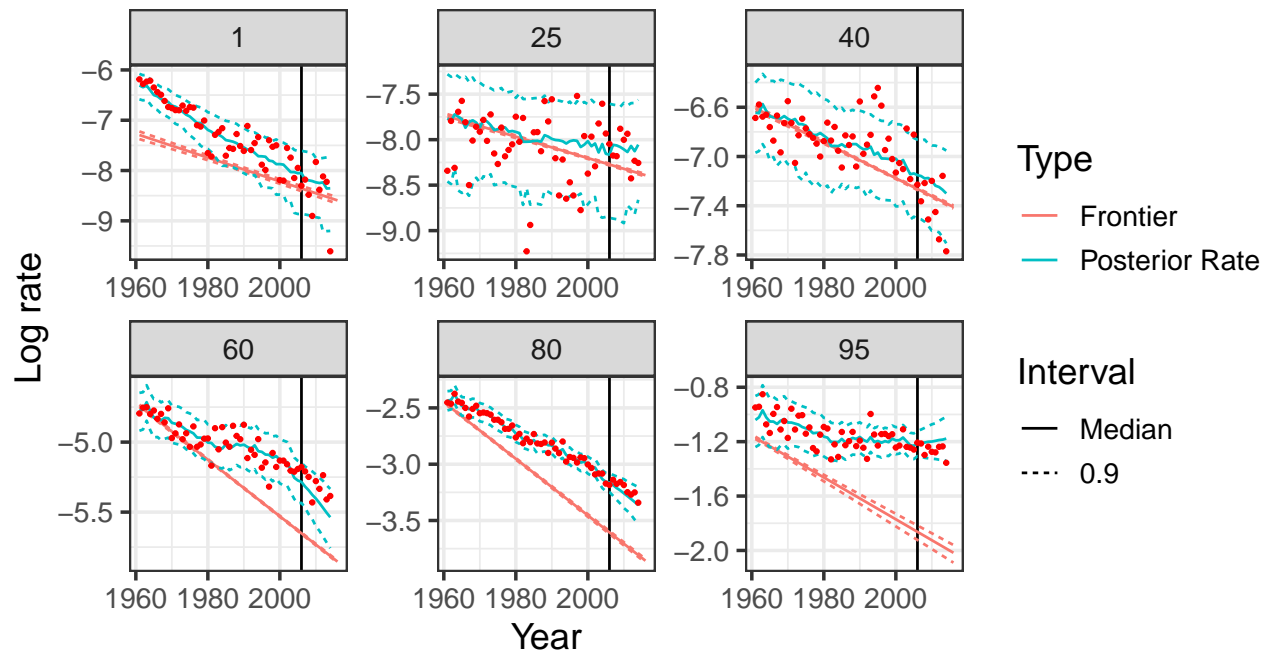 1
25
40
−6
−7
−8
−9
−7.5
−8.0
−8.5
−9.0
−6.6
−7.0
−7.4
−7.8
1960 1980 2000
1960 1980 2000
1960 1980 2000
60
80
95
−5.0
−5.5
−2.5
−3.0
−3.5
−0.8
−1.2
−1.6
−2.0
1960 1980 2000
1960 1980 2000
1960 1980 2000
Log rate
Year
Type
Frontier
Posterior Rate
Interval
Median
0.9